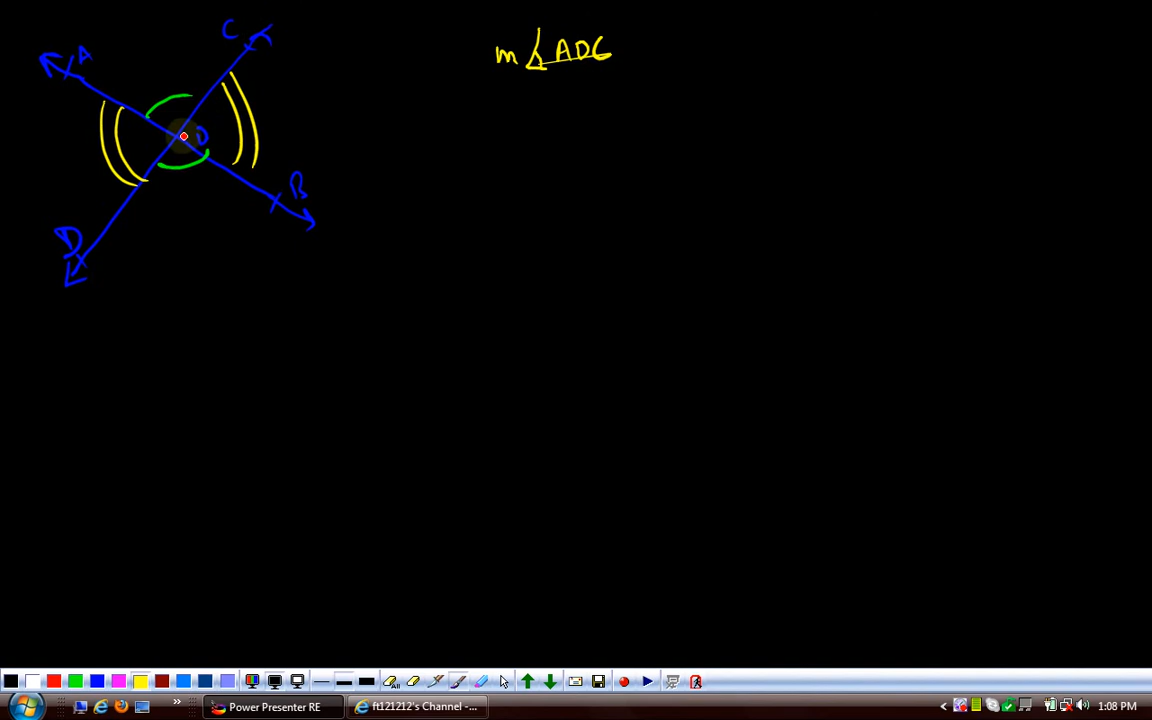 C
A
m∠ADC
O
B
D
Power Presenter RE
ft121212's Channel -...
1:08 PM